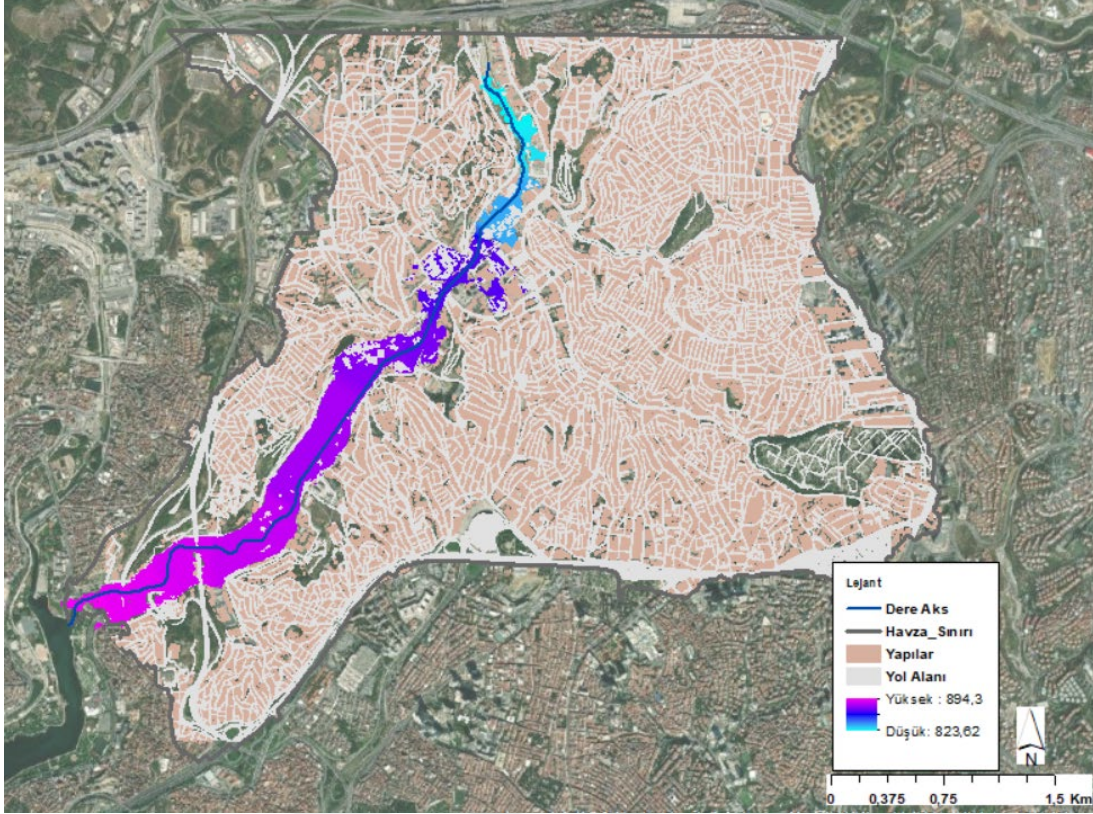 Lejant
Dere Aks
Havza_Sınırı
Yapılar
Yol Alanı
Yüksek : 894,3
Düşük: 823,62
N
0 0,375 0,75 1,5 Km